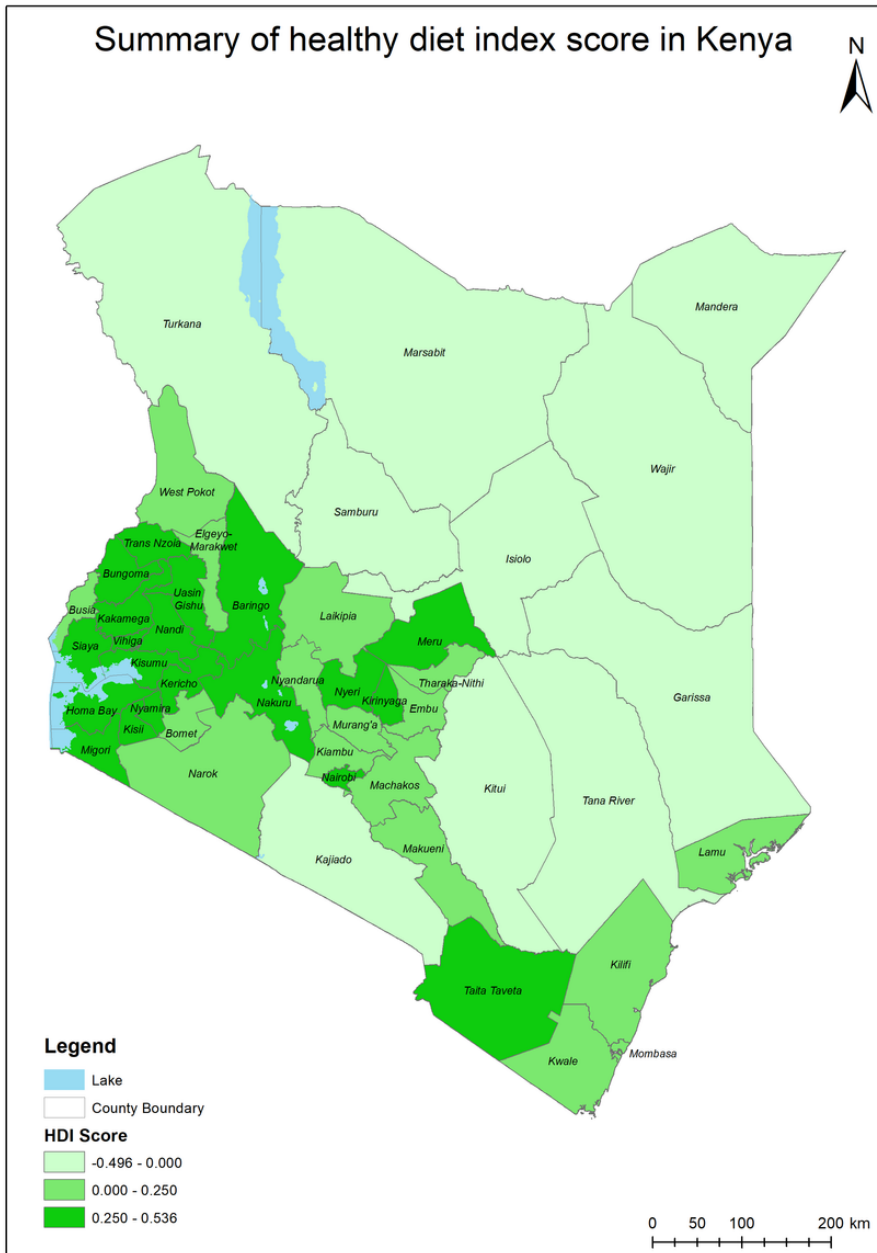 Summary of healthy diet index score in Kenya
N
Mandera
Turkana
Marsabit
Wajir
West Pokot
Samburu
Elgeyo-
Marakwet
Trans Nzoia
Isiolo
Bungoma
Uasin
Gishu
Baringo
Busia
Kakamega
Laikipia
Nandi
Meru
Siaya
Vihiga
Kisumu
Nyandarua
Tharaka-Nithi
Kericho
Nyeri
Garissa
Nakuru
Kirinyaga
Homa Bay
Nyamira
Embu
Murang'a
Kisii
Bomet
Migori
Kiambu
Narok
Nairobi
Machakos
Kitui
Tana River
Makueni
Lamu
Kajiado
Kilifi
Taita Taveta
Mombasa
Kwale
Legend
Lake
County Boundary
HDI Score
-0.496 - 0.000
0.000 - 0.250
0.250 - 0.536
0 50 100 200 km